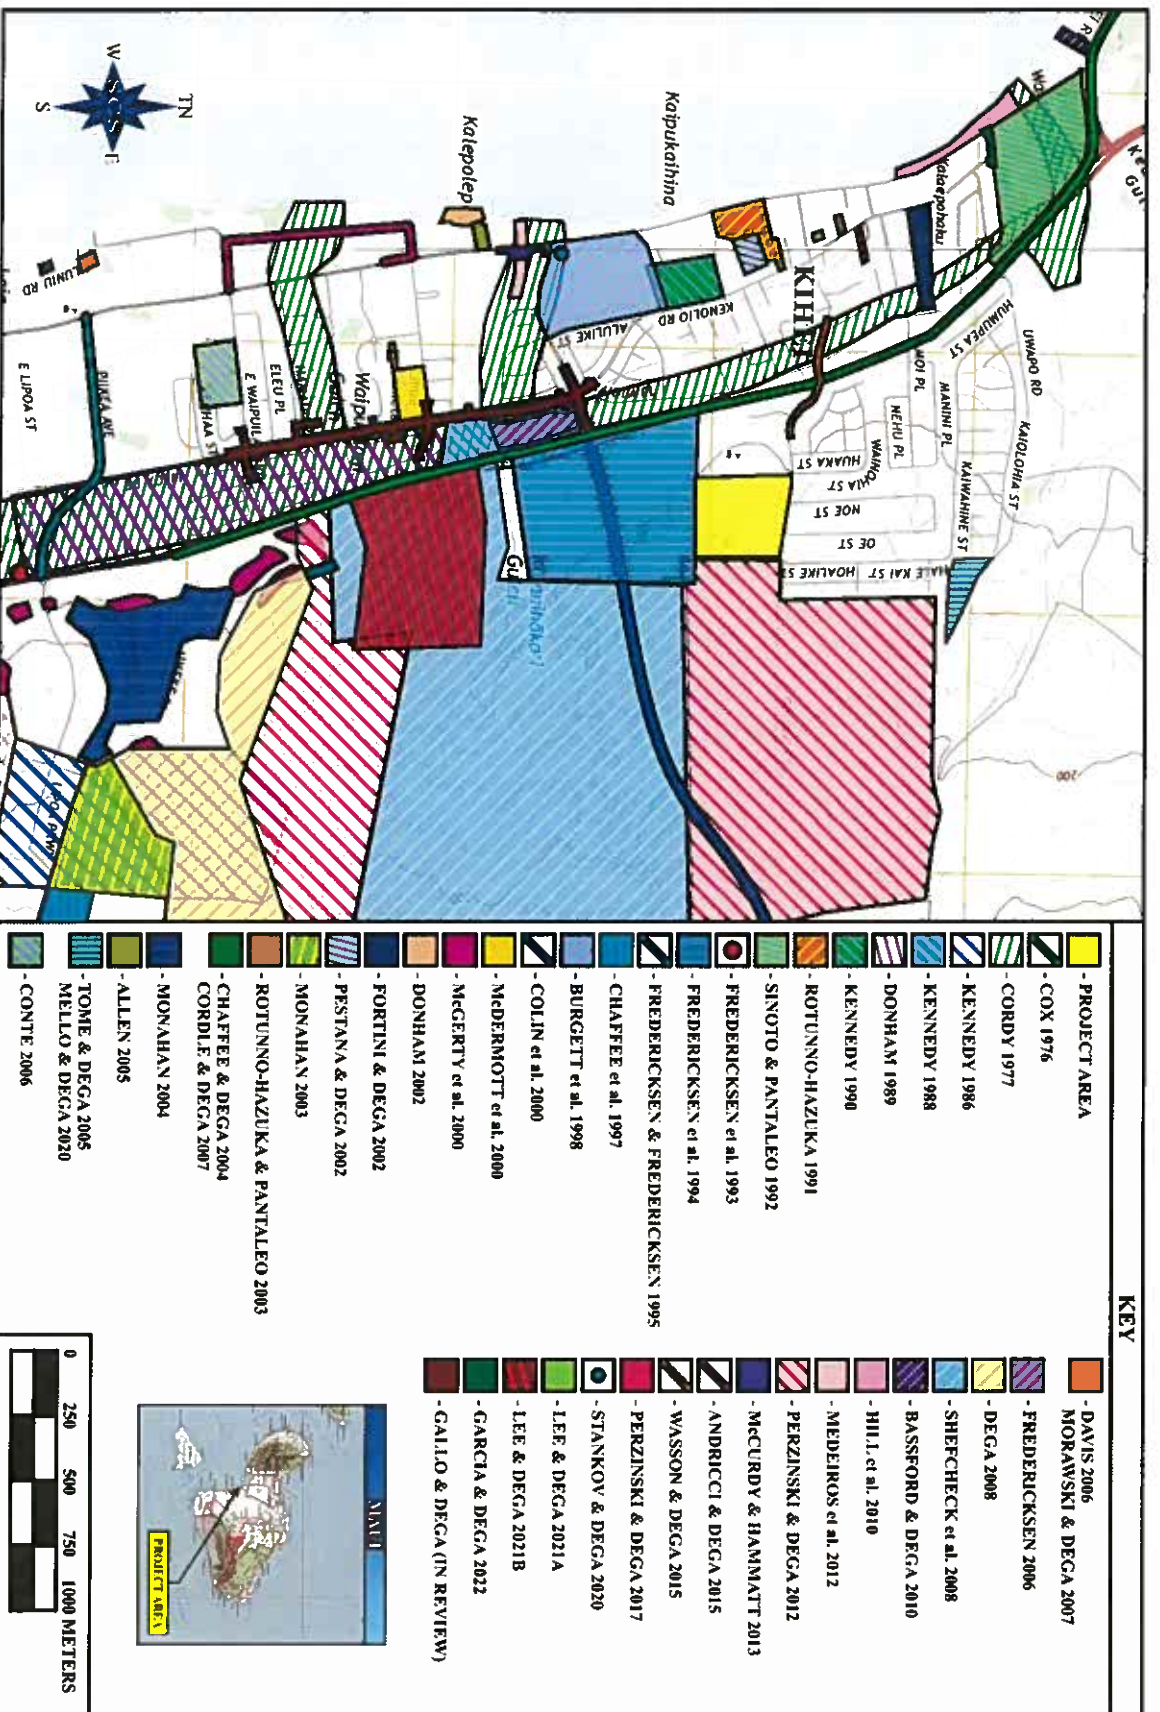 KEY
- PROJECT AREA
- COX 1976
- CORDY 1977
- KENNEDY 1986
- KENNEDY 1988
- DONHAM 1989
- KENNEDY 1990
- ROTUNNO-HAZUKA 1991
- SINOTO & PANTALEO 1992
- FREDERICKSEN et al. 1993
- FREDERICKSEN et al. 1994
- FREDERICKSEN & FREDERICKSEN 1995
- CHAFFEE et al. 1997
- BURGETT et al. 1998
- COLIN et al. 2000
- McDERMOTT et al. 2000
- McGERTY et al. 2000
- DONHAM 2002
- FORTINI & DEGA 2002
- PESTANA & DEGA 2002
- MONAHAN 2003
- ROTUNNO-HAZUKA & PANTALEO 2003
- CHAFFEE & DEGA 2004
CORDLE & DEGA 2007
- MONAHAN 2004
- ALLEN 2005
- TOME & DEGA 2005
MELLO & DEGA 2020
- CONTE 2006
- DAVIS 2006
MORAWSKI & DEGA 2007
- FREDERICKSEN 2006
- DEGA 2008
- SHEFCHECK et al. 2008
- BASSFORD & DEGA 2010
- HILL et al. 2010
- MEDEIROS et al. 2012
- PERZINSKI & DEGA 2012
- McCURDY & HAMMATT 2013
- ANDRICCI & DEGA 2015
- WASSON & DEGA 2015
- PERZINSKI & DEGA 2017
- STANKOV & DEGA 2020
- LEE & DEGA 2021A
- LEE & DEGA 2021B
- GARCIA & DEGA 2022
- GALLO & DEGA (IN REVIEW)
MAUI
PROJECT AREA
0 250 500 750 1000 METERS
TN
W SCS E
S
Kaipukaihina
Kalepolep
Kalaepohaku
KIHEI
UWAPO RD
HUMUPEA ST
KAIOLOHIA ST
KAIWAHINE ST
MANINI PL
MOI PL
NEHU PL
HUAKA ST
NOE ST
OE ST
HOALIKE ST
HALE KAI ST
KENOLIO RD
ALULIKE ST
ELEU PL
E LIPOA ST
200